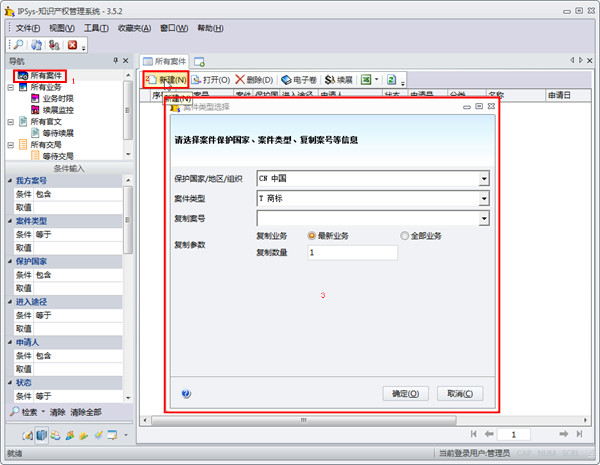 IPSys-知识产权管理系统 - 3.5.2
文件(F) 视图(V) 工具(T) 收藏夹(A) 窗口(W) 帮助(H)
导航
所有案件 1
所有业务
业务时限
续展监控
所有官文
等待续展
所有交局
等待交局
条件输入
我方案号
条件 包含
取值
案件类型
条件 等于
取值
保护国家
条件 包含
取值
进入途径
条件 等于
取值
申请人
条件 包含
取值
状态
条件 等于
取值
检索 清除 清除全部
所有案件
2 新建(N) 打开(O) 删除(D) 电子卷 续展
案号 案件 保护国 进入途径 申请人 状态 申请号 分类 名称 申请日
新建(N)
案件类型选择
请选择案件保护国家、案件类型、复制案号等信息
保护国家/地区/组织 CN 中国
案件类型 T 商标
复制案号
复制参数
复制业务 最新业务 全部业务
复制数量 1
3
确定(O) 取消(C)
1
就绪
当前登录用户:管理员 CAP NUM SCRL